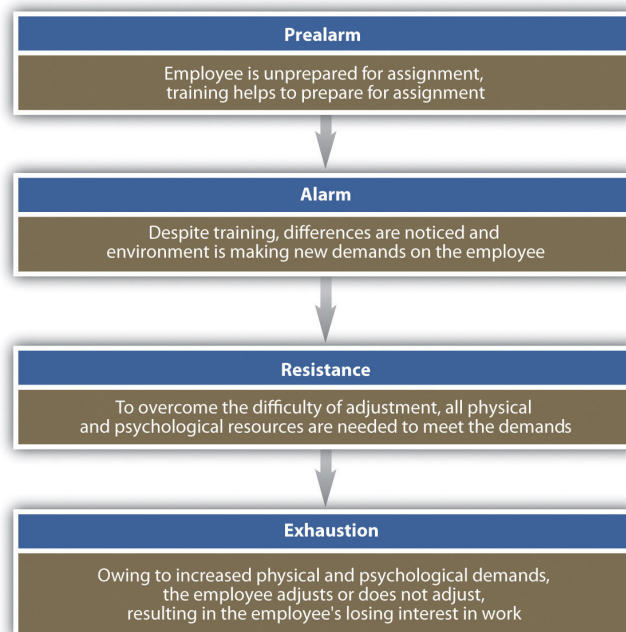 Prealarm
Employee is unprepared for assignment,
training helps to prepare for assignment
Alarm
Despite training, differences are noticed and
environment is making new demands on the employee
Resistance
To overcome the difficulty of adjustment, all physical
and psychological resources are needed to meet the demands
Exhaustion
Owing to increased physical and psychological demands,
the employee adjusts or does not adjust,
resulting in the employee's losing interest in work